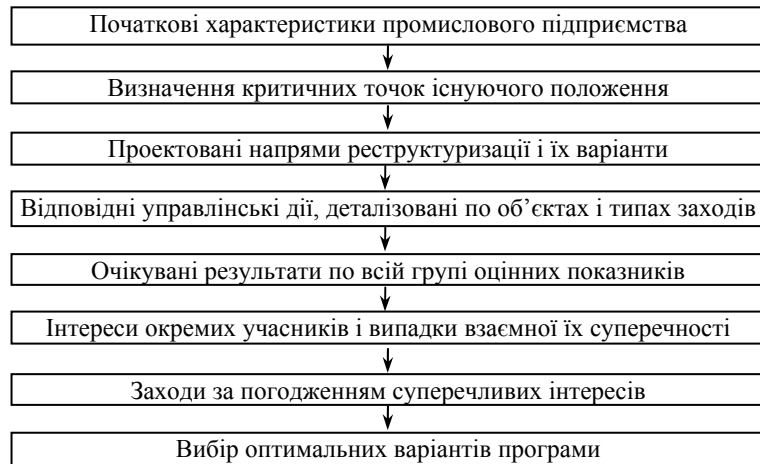 Початкові характеристики промислового підприємства
Визначення критичних точок існуючого положення
Проектовані напрями реструктуризації і їх варіанти
Відповідні управлінські дії, деталізовані по об’єктах і типах заходів
Очікувані результати по всій групі оцінних показників
Інтереси окремих учасників і випадки взаємної їх суперечності
Заходи за погодженням суперечливих інтересів
Вибір оптимальних варіантів програми